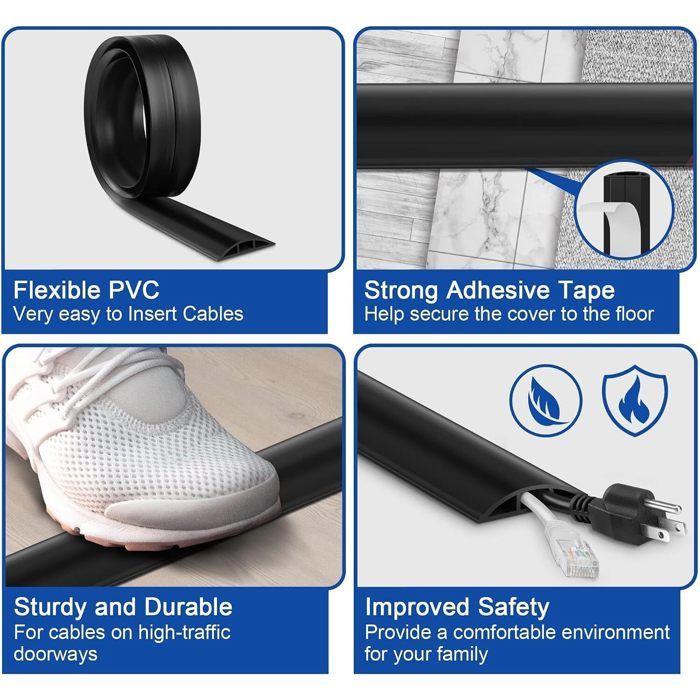 Flexible PVC
Very easy to Insert Cables
Strong Adhesive Tape
Help secure the cover to the floor
Sturdy and Durable
For cables on high-traffic
doorways
Improved Safety
Provide a comfortable environment
for your family